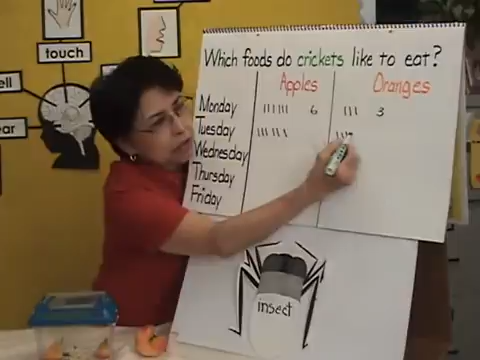 touch
ell
ear
Which foods do crickets like to eat?
Apples Oranges
Monday 6 3
Tuesday
Wednesday
Thursday
Friday
insect